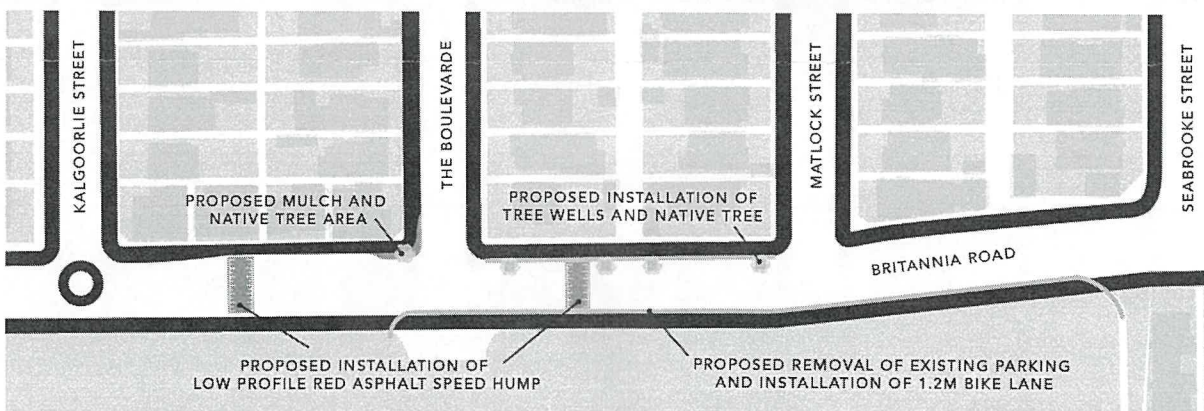 KALGOORLIE STREET
THE BOULEVARDE
MATLOCK STREET
SEABROOKE STREET
PROPOSED MULCH AND
NATIVE TREE AREA
PROPOSED INSTALLATION OF
TREE WELLS AND NATIVE TREE
BRITANNIA ROAD
PROPOSED INSTALLATION OF
LOW PROFILE RED ASPHALT SPEED HUMP
PROPOSED REMOVAL OF EXISTING PARKING
AND INSTALLATION OF 1.2M BIKE LANE